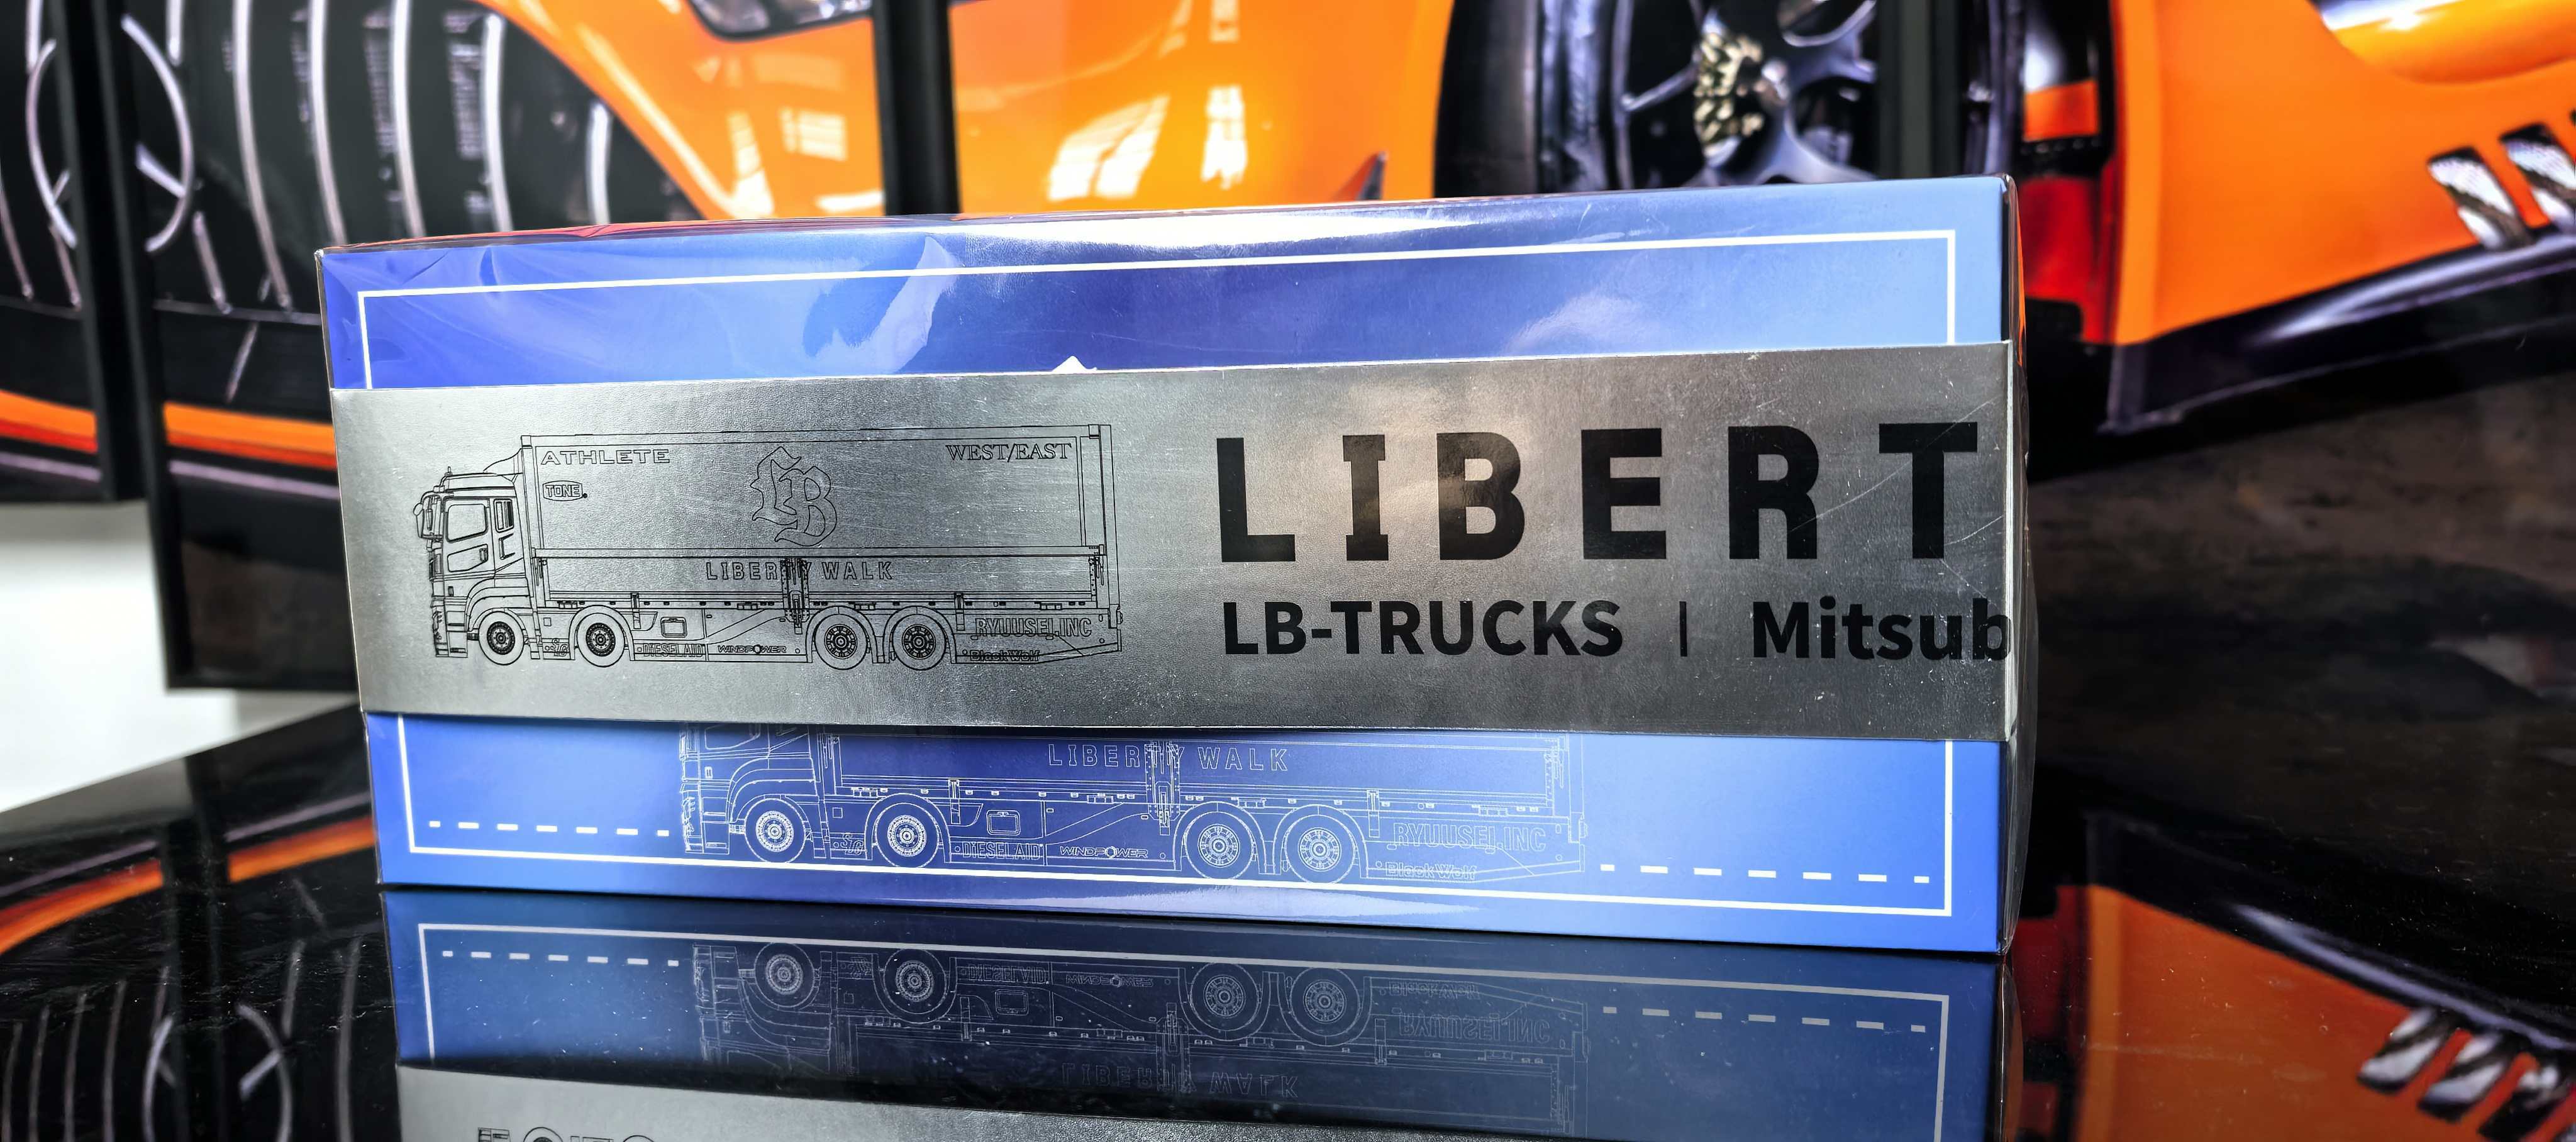 ATHLETE
WEST/EAST
TONE
LB
LIBERTY WALK
RYUUSEI.INC
DIESELAID
WINDPOWER
Black Wolf
LIBERT
LB-TRUCKS | Mitsub
LIBERTY WALK
RYUUSEI.INC
DIESELAID
WINDPOWER
Black Wolf